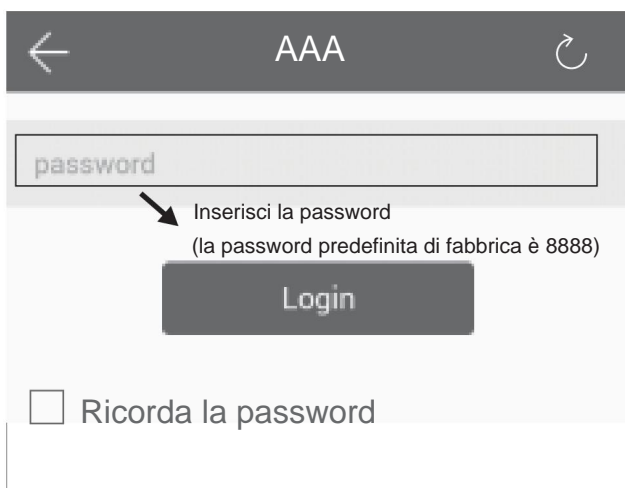 AAA
password
Inserisci la password
(la password predefinita di fabbrica è 8888)
Login
Ricorda la password